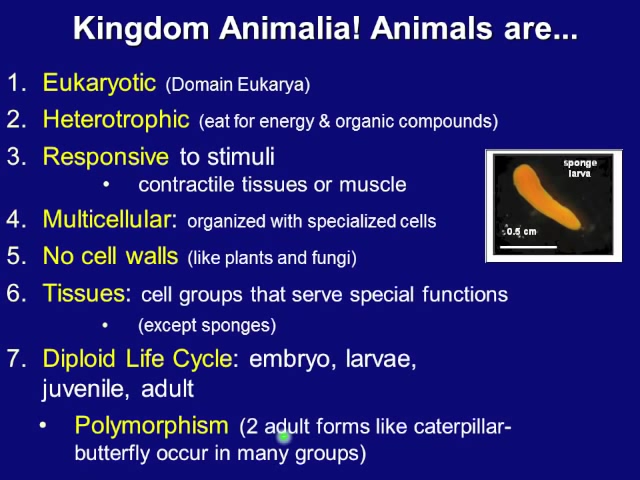 Kingdom Animalia! Animals are...
1. Eukaryotic (Domain Eukarya)
2. Heterotrophic (eat for energy & organic compounds)
3. Responsive to stimuli
• contractile tissues or muscle
sponge
larva
0.5 cm
4. Multicellular: organized with specialized cells
5. No cell walls (like plants and fungi)
6. Tissues: cell groups that serve special functions
• (except sponges)
7. Diploid Life Cycle: embryo, larvae,
juvenile, adult
• Polymorphism (2 adult forms like caterpillar-
butterfly occur in many groups)